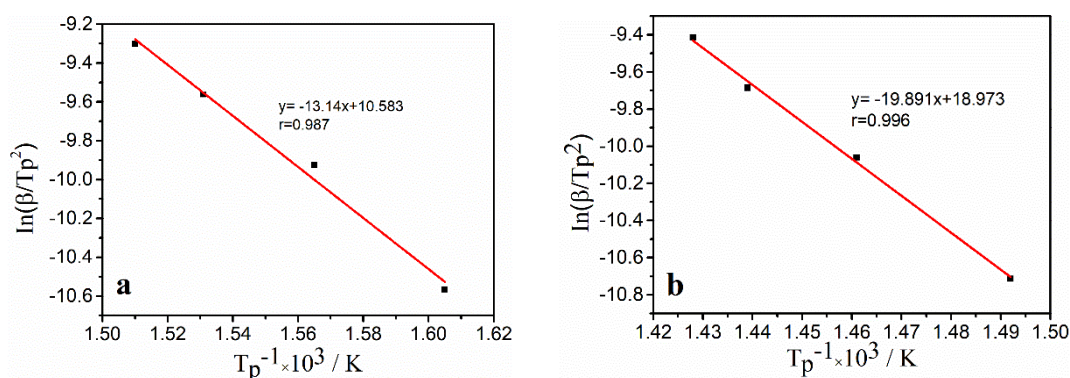 -9.2
-9.4
-9.6
-9.8
-10.0
-10.2
-10.4
-10.6
ln(β/Tp²)
y= -13.14x+10.583
r=0.987
a
1.50 1.52 1.54 1.56 1.58 1.60 1.62
Tp⁻¹×10³ / K
-9.4
-9.6
-9.8
-10.0
-10.2
-10.4
-10.6
-10.8
ln(β/Tp²)
y= -19.891x+18.973
r=0.996
b
1.42 1.43 1.44 1.45 1.46 1.47 1.48 1.49 1.50
Tp⁻¹×10³ / K